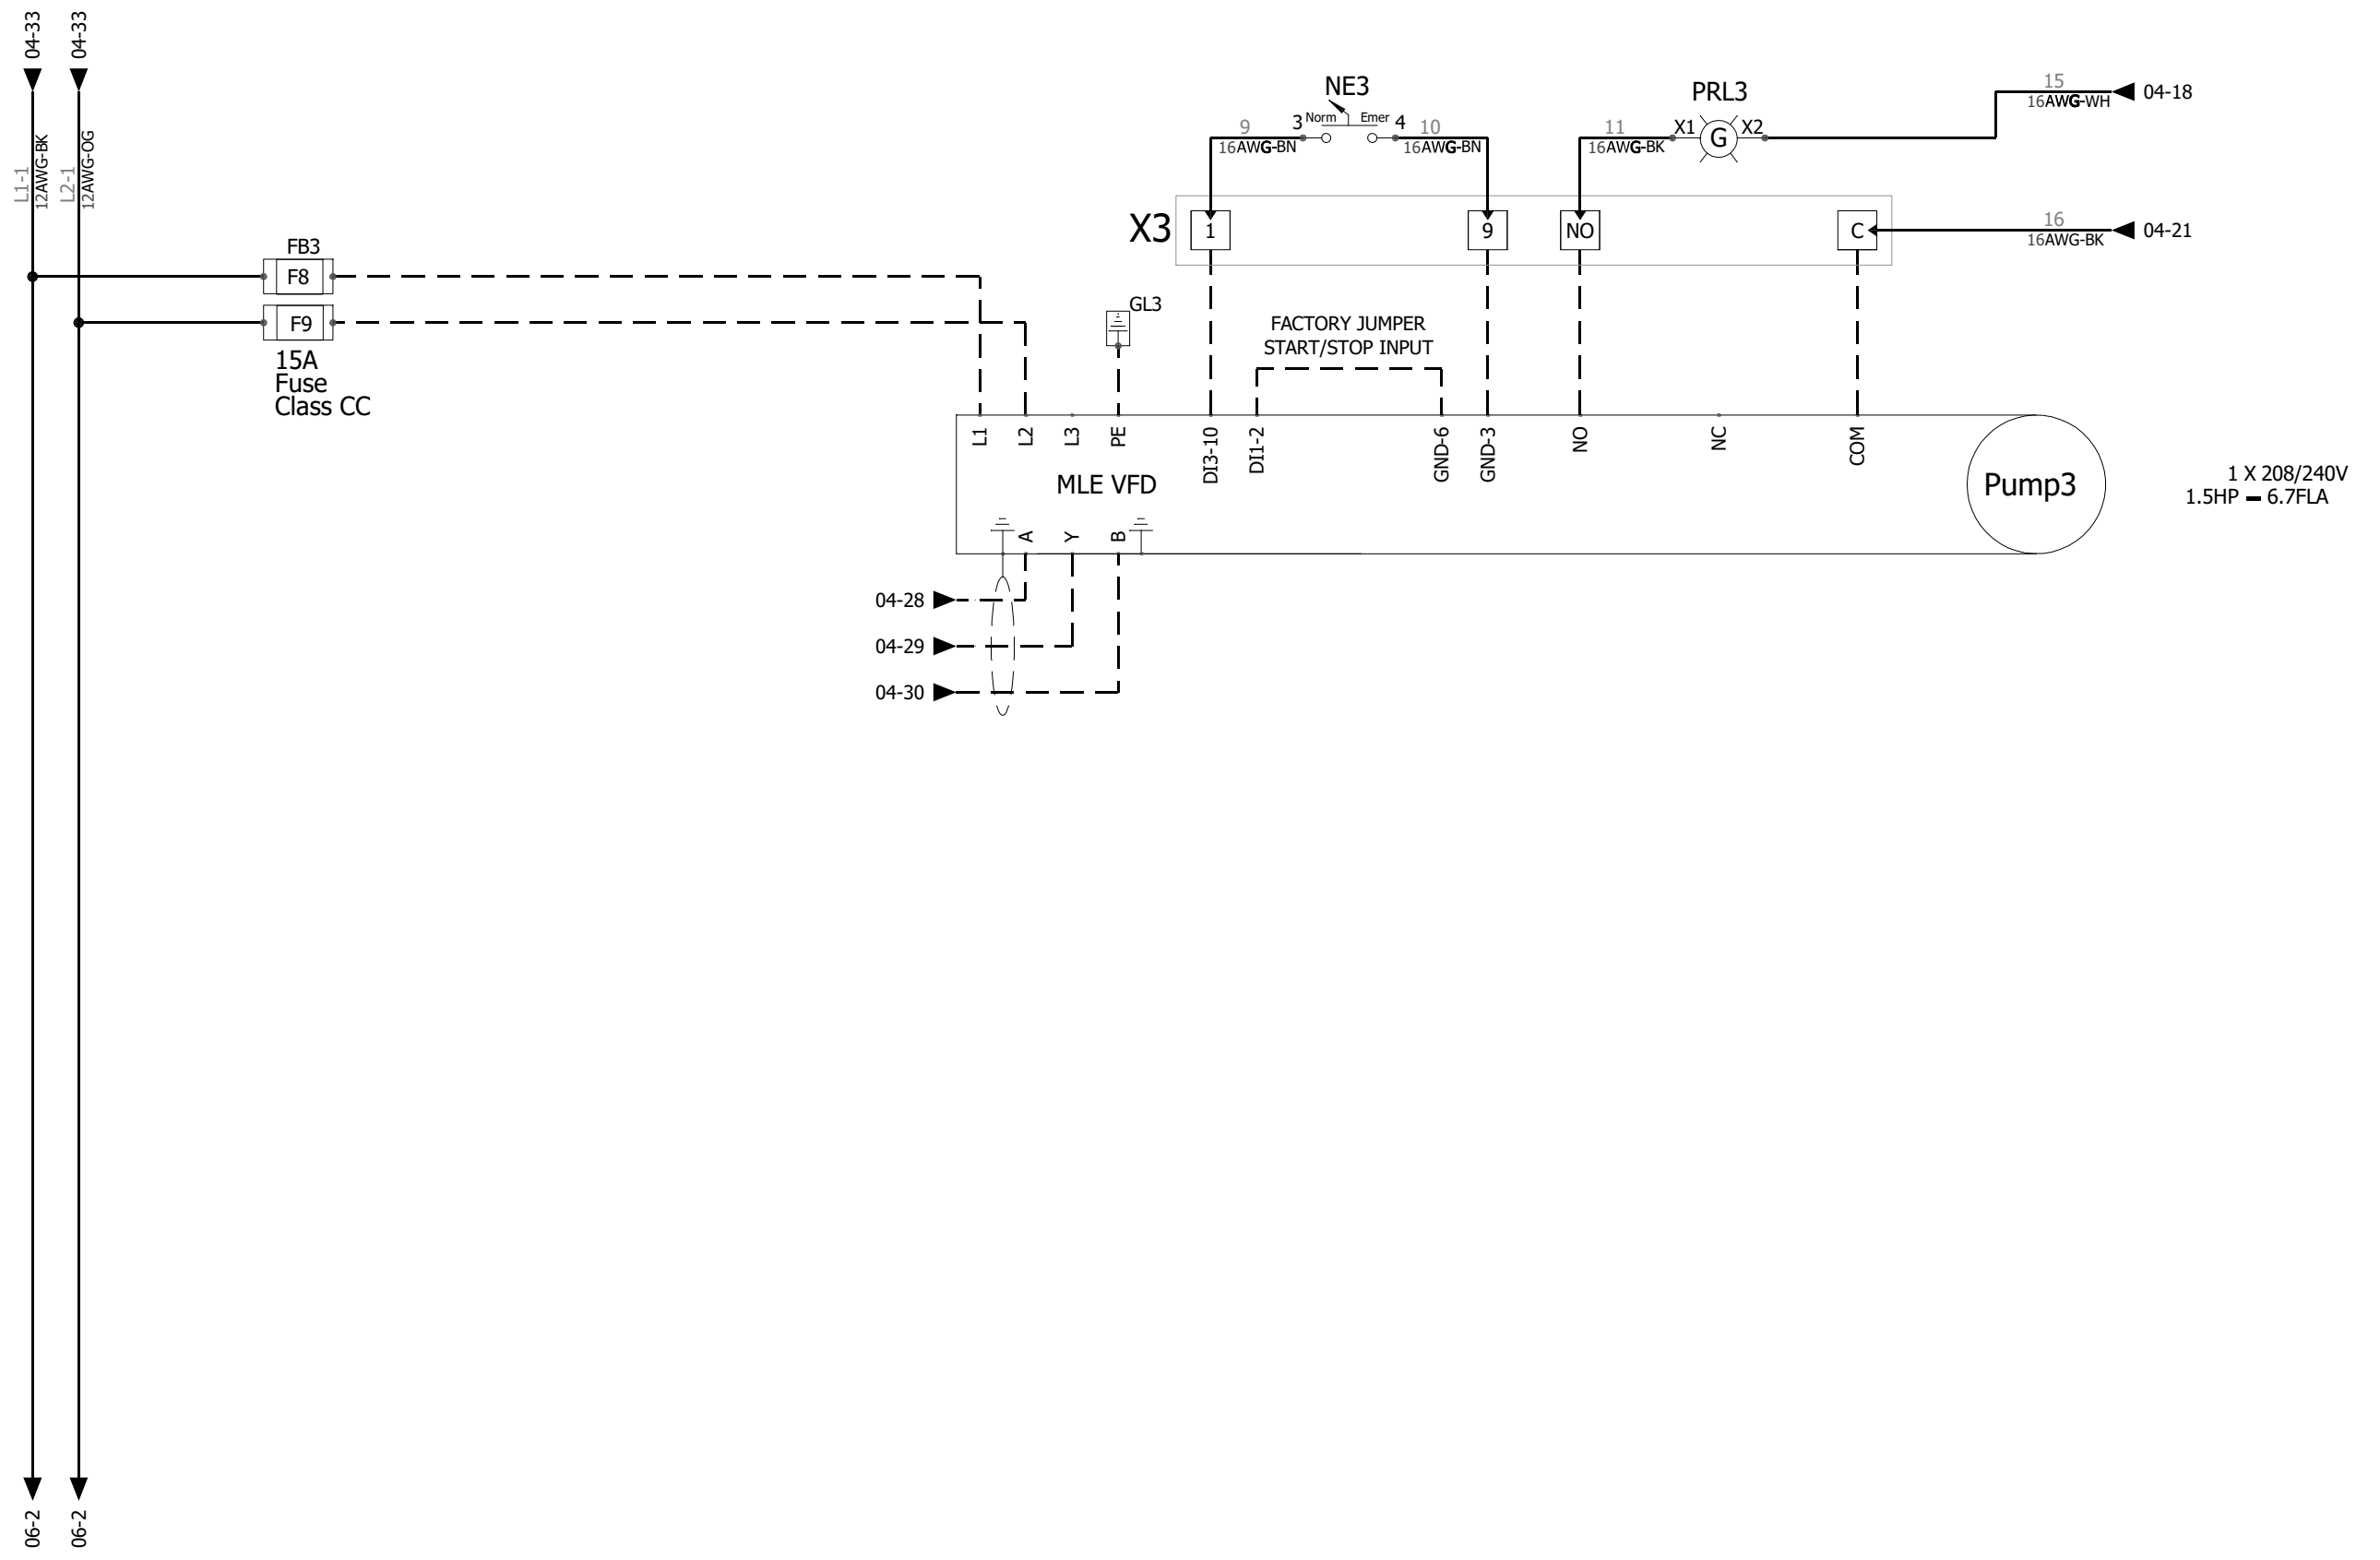 04-33
04-33
L1-1
12AWG-BK
L2-1
12AWG-OG
FB3
F8
F9
15A
Fuse
Class CC
NE3
9
16AWG-BN
3 Norm Emer 4
10
16AWG-BN
PRL3
11
16AWG-BK
X1 G X2
15
16AWG-WH
04-18
X3
1
9
NO
C
16
16AWG-BK
04-21
GL3
FACTORY JUMPER
START/STOP INPUT
L1
L2
L3
PE
DI3-10
DI1-2
GND-6
GND-3
NO
NC
COM
MLE VFD
Pump3
1 X 208/240V
1.5HP - 6.7FLA
A
Y
B
04-28
04-29
04-30
06-2
06-2